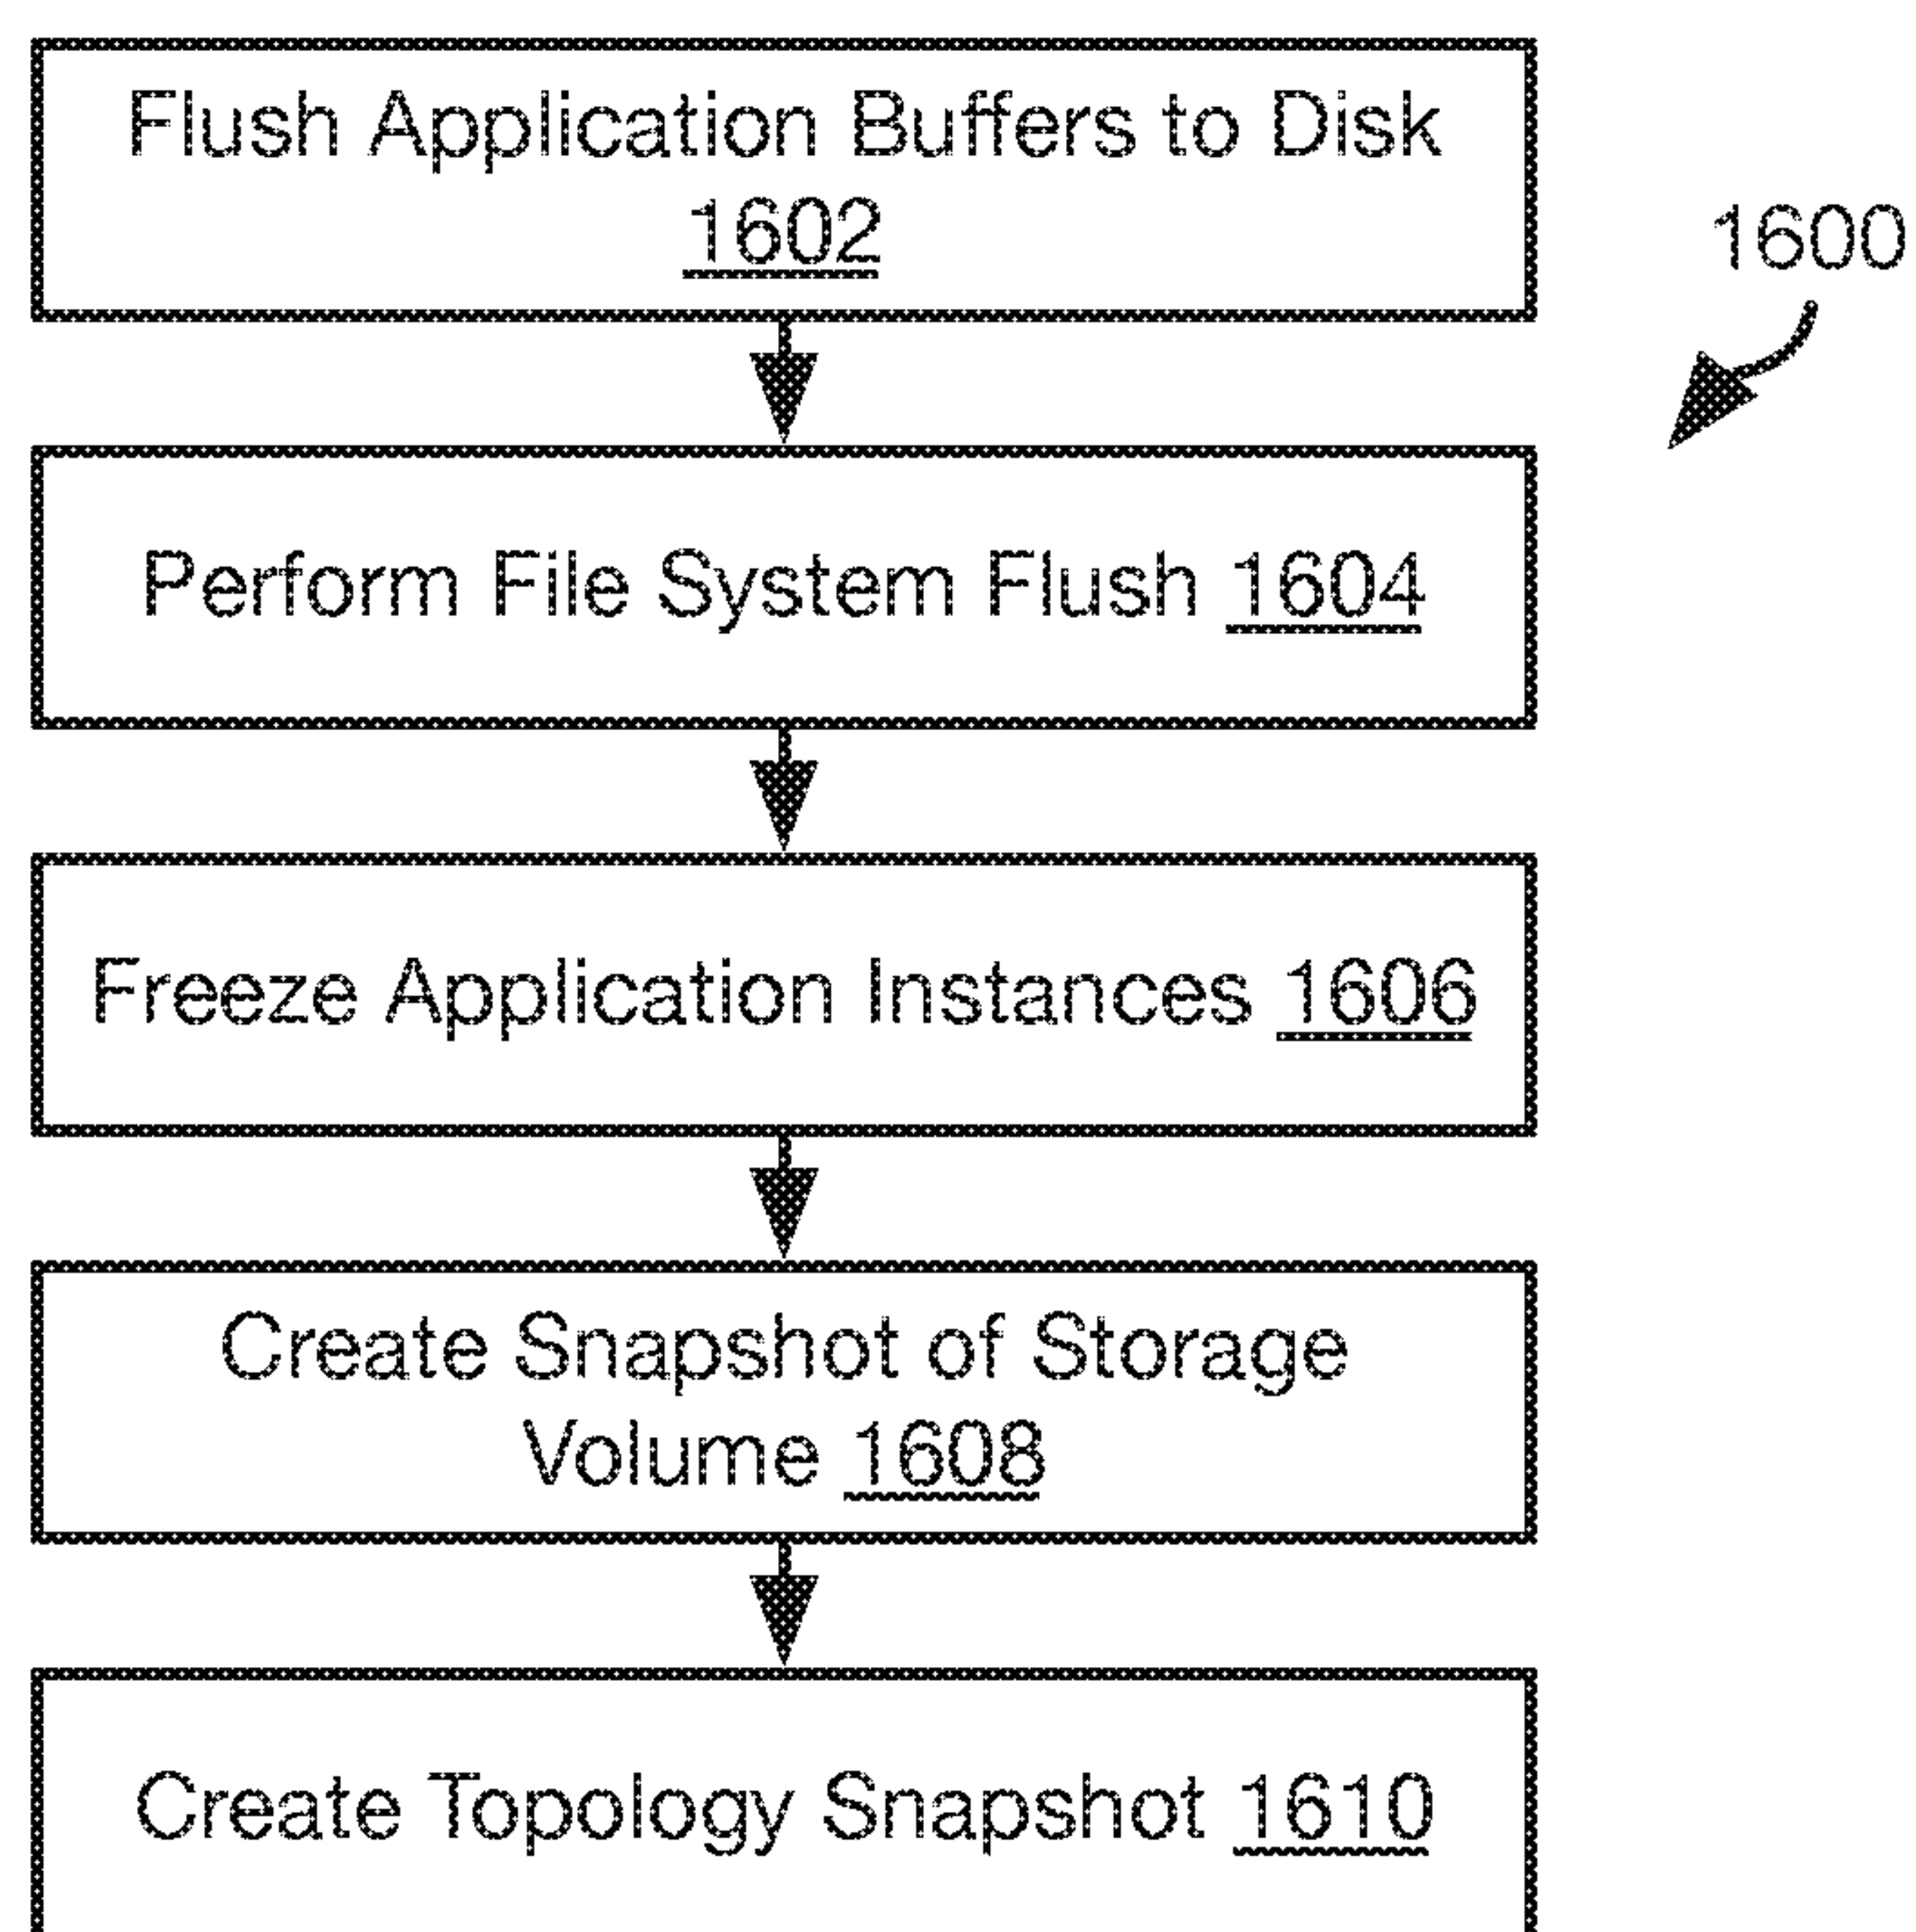 Flush Application Buffers to Disk
1602
1600
Perform File System Flush 1604
Freeze Application Instances 1606
Create Snapshot of Storage
Volume 1608
Create Topology Snapshot 1610